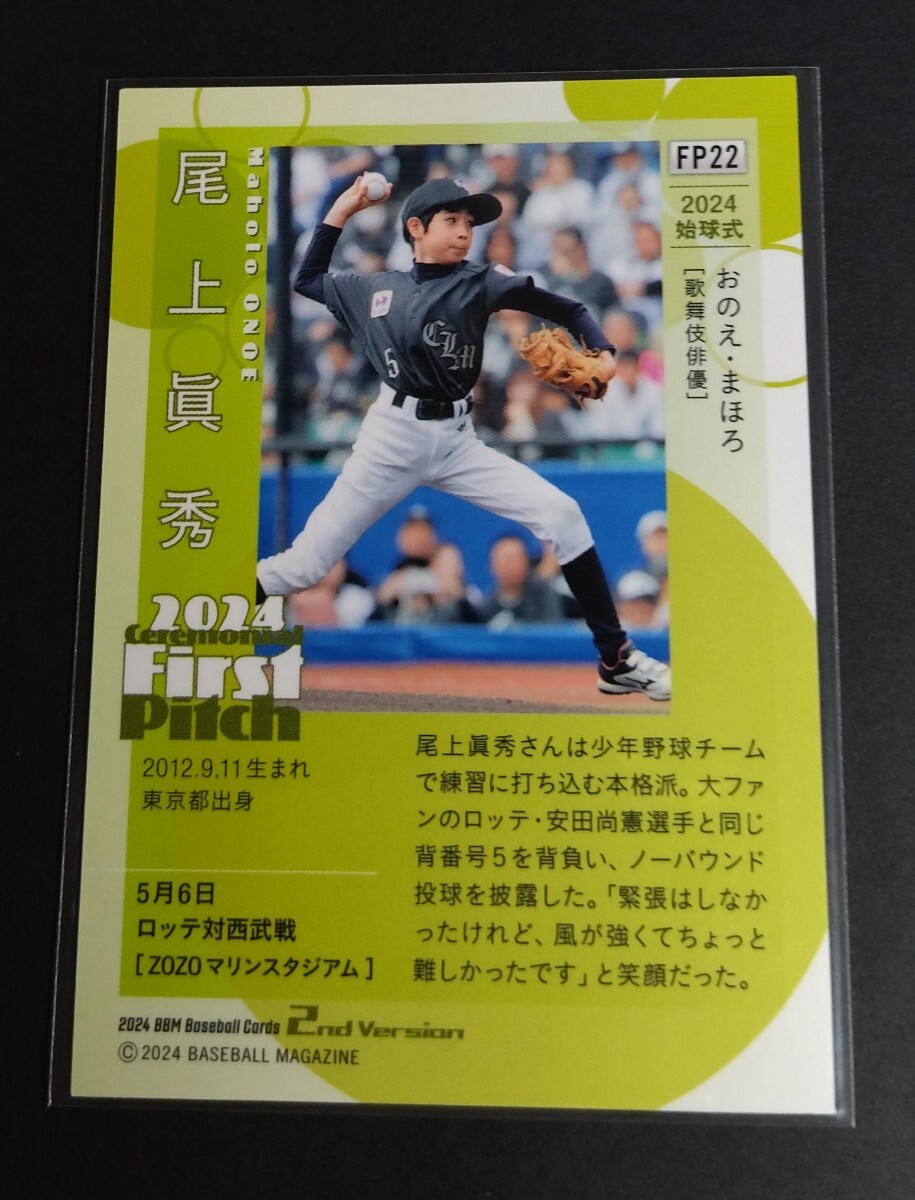 FP22
2024
始球式
おのえ・まほろ
[歌舞伎俳優]
尾上眞秀
Maholo ONOE
CLM
5
2024
Ceremonial
First
Pitch
2012.9.11生まれ
東京都出身
5月6日
ロッテ対西武戦
[ZOZOマリンスタジアム]
尾上眞秀さんは少年野球チーム
で練習に打ち込む本格派。大ファ
ンのロッテ・安田尚憲選手と同じ
背番号5を背負い、ノーバウンド
投球を披露した。「緊張はしなか
ったけれど、風が強くてちょっと
難しかったです」と笑顔だった。
2024 BBM Baseball Cards 2nd Version
©2024 BASEBALL MAGAZINE